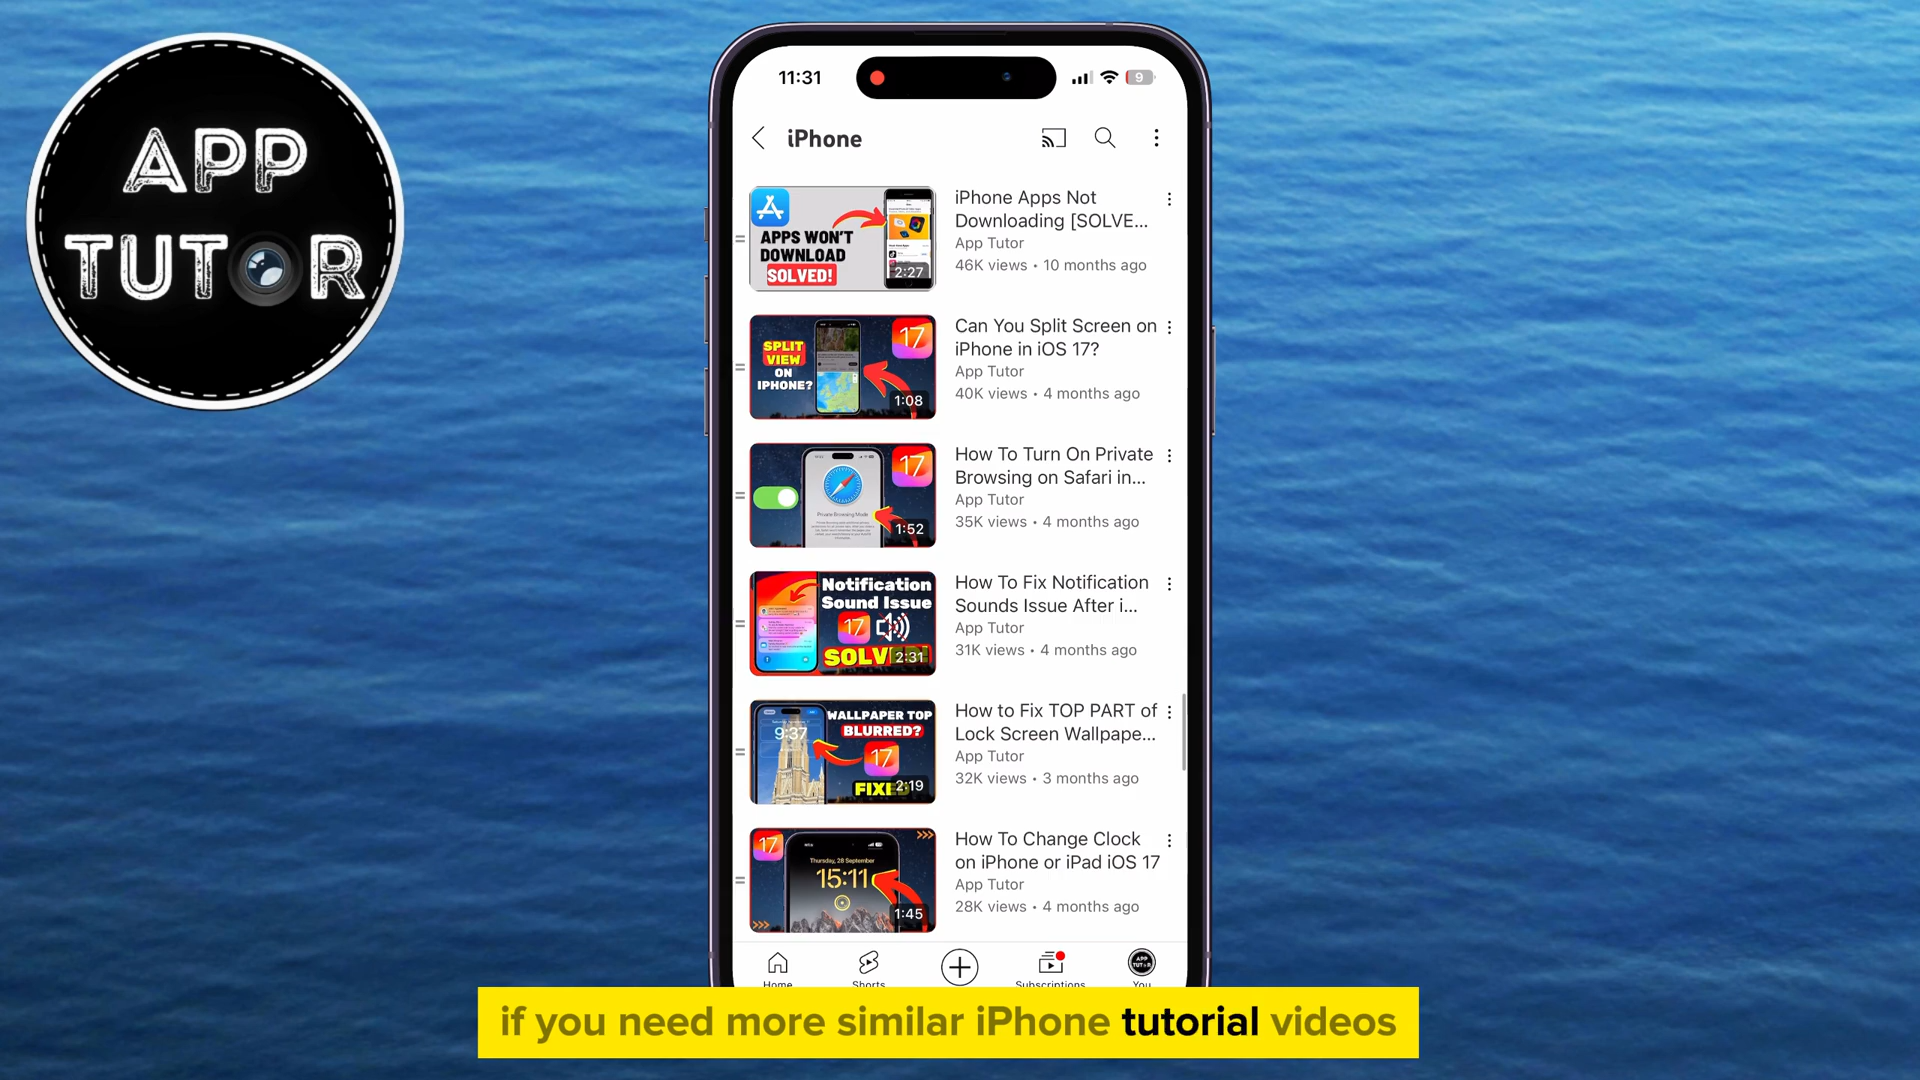 APP
TUTOR
11:31
9
iPhone
APPS WON'T
DOWNLOAD
SOLVED!
2:27
iPhone Apps Not
Downloading [SOLVE...
App Tutor
46K views • 10 months ago
SPLIT
VIEW
ON
IPHONE?
17
1:08
Can You Split Screen on
iPhone in iOS 17?
App Tutor
40K views • 4 months ago
17
Private Browsing Mode
1:52
How To Turn On Private
Browsing on Safari in...
App Tutor
35K views • 4 months ago
Notification
Sound Issue
17
SOLV
2:31
How To Fix Notification
Sounds Issue After i...
App Tutor
31K views • 4 months ago
WALLPAPER TOP
BLURRED?
9:37
17
FIXE
2:19
How to Fix TOP PART of
Lock Screen Wallpape...
App Tutor
32K views • 3 months ago
17
Thursday, 28 September
15:11
1:45
How To Change Clock
on iPhone or iPad iOS 17
App Tutor
28K views • 4 months ago
Home
Shorts
Subscriptions
You
if you need more similar iPhone tutorial videos